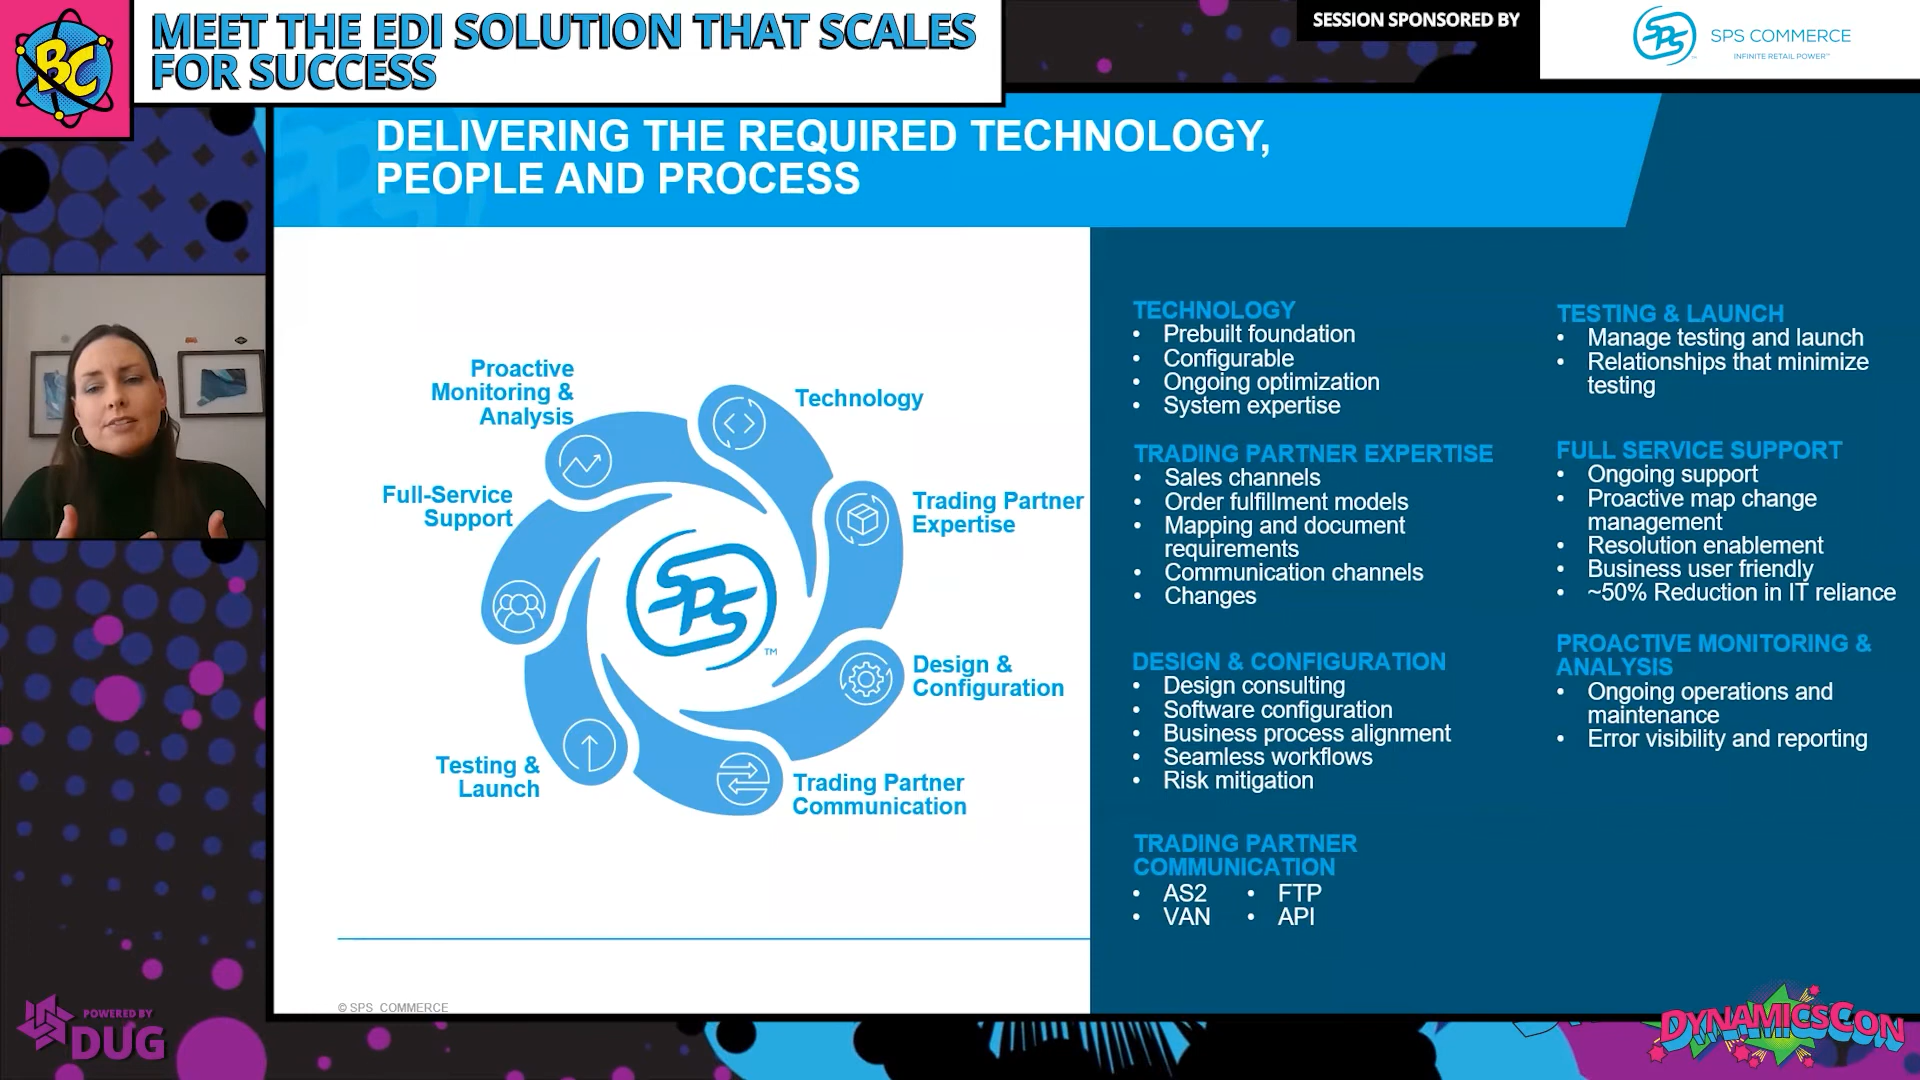 BC
MEET THE EDI SOLUTION THAT SCALES
FOR SUCCESS
SESSION SPONSORED BY
SPS
SPS COMMERCE
INFINITE RETAIL POWER™
DELIVERING THE REQUIRED TECHNOLOGY,
PEOPLE AND PROCESS
Proactive
Monitoring &
Analysis
Technology
Full-Service
Support
Trading Partner
Expertise
SPS
TM
Design &
Configuration
Testing &
Launch
Trading Partner
Communication
© SPS COMMERCE
TECHNOLOGY
• Prebuilt foundation
• Configurable
• Ongoing optimization
• System expertise
TRADING PARTNER EXPERTISE
• Sales channels
• Order fulfillment models
• Mapping and document
requirements
• Communication channels
• Changes
DESIGN & CONFIGURATION
• Design consulting
• Software configuration
• Business process alignment
• Seamless workflows
• Risk mitigation
TRADING PARTNER
COMMUNICATION
• AS2 • FTP
• VAN • API
TESTING & LAUNCH
• Manage testing and launch
• Relationships that minimize
testing
FULL SERVICE SUPPORT
• Ongoing support
• Proactive map change
management
• Resolution enablement
• Business user friendly
• ~50% Reduction in IT reliance
PROACTIVE MONITORING &
ANALYSIS
• Ongoing operations and
maintenance
• Error visibility and reporting
POWERED BY
DUG
DYNAMICSCON